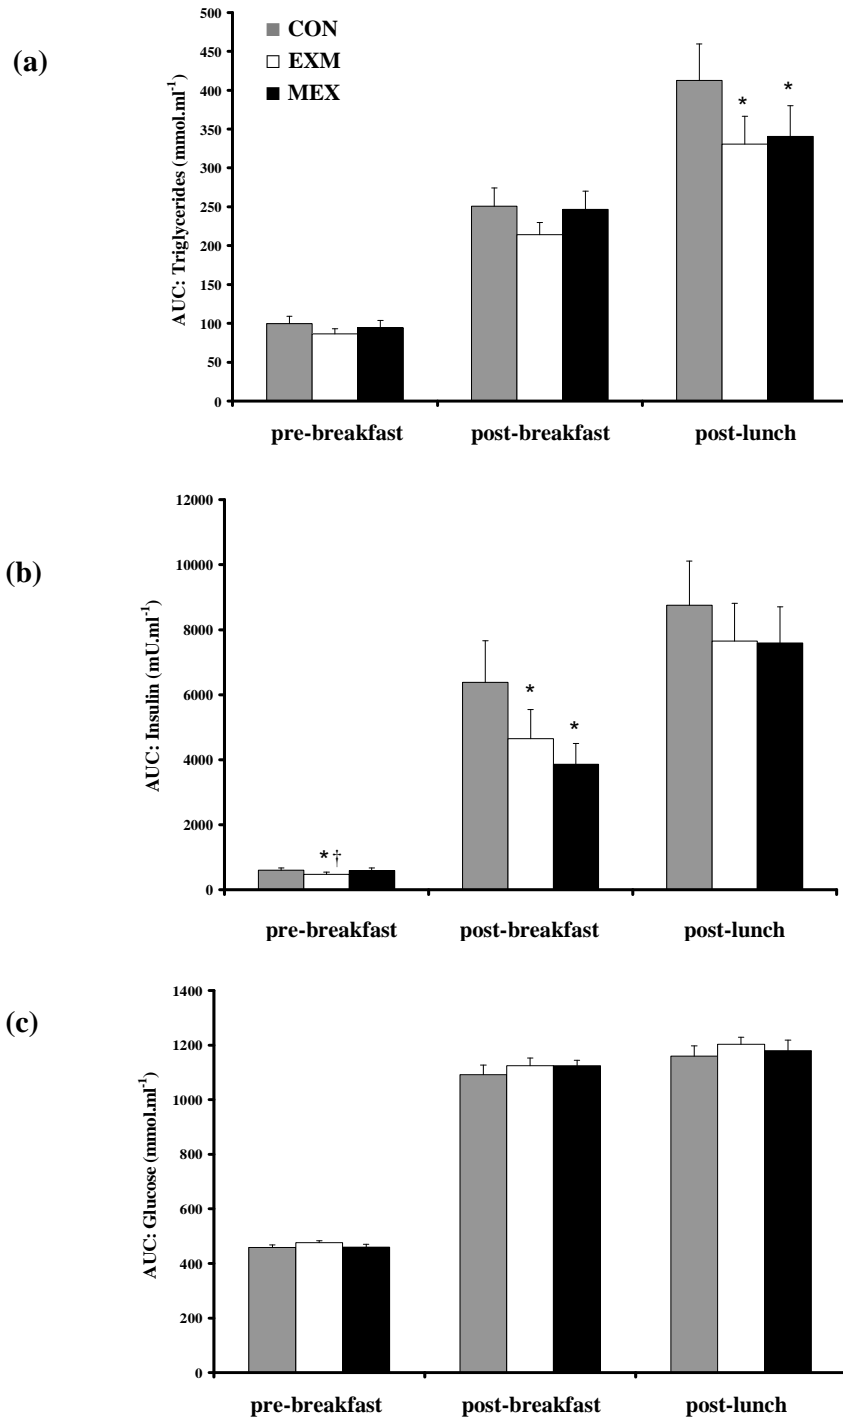 (a)
AUC: Triglycerides (mmol.ml⁻¹)
500
450
400
350
300
250
200
150
100
50
0
CON
EXM
MEX
*
*
pre-breakfast post-breakfast post-lunch
(b)
AUC: Insulin (mU.ml⁻¹)
12000
10000
8000
6000
4000
2000
0
*†
*
*
pre-breakfast post-breakfast post-lunch
(c)
AUC: Glucose (mmol.ml⁻¹)
1400
1200
1000
800
600
400
200
0
pre-breakfast post-breakfast post-lunch